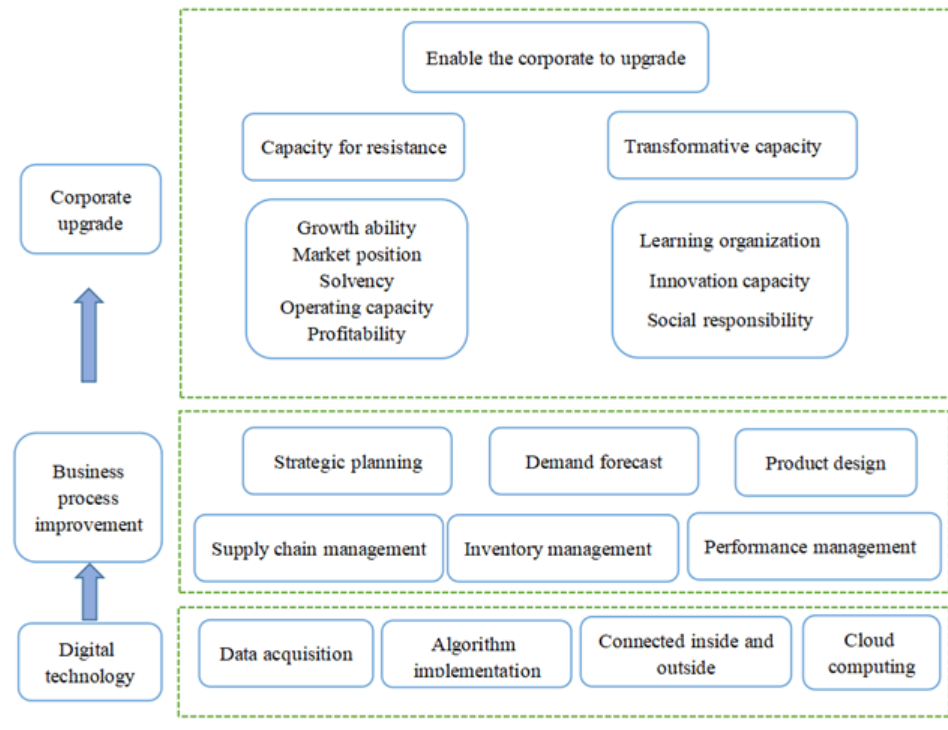 Enable the corporate to upgrade
Capacity for resistance
Transformative capacity
Corporate
upgrade
Growth ability
Market position
Solvency
Operating capacity
Profitability
Learning organization
Innovation capacity
Social responsibility
Business
process
improvement
Strategic planning
Demand forecast
Product design
Supply chain management
Inventory management
Performance management
Digital
technology
Data acquisition
Algorithm
implementation
Connected inside and
outside
Cloud
computing